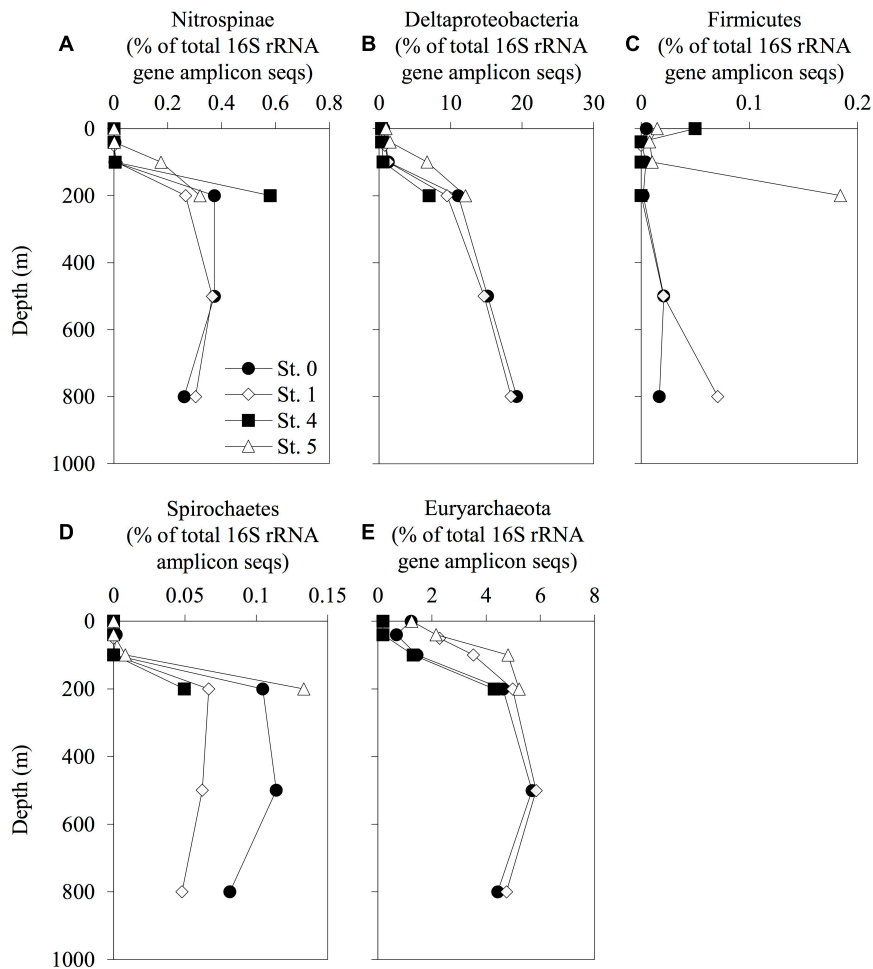 A
Nitrospinae
(% of total 16S rRNA
gene amplicon seqs)
0 0.2 0.4 0.6 0.8
B
Deltaproteobacteria
(% of total 16S rRNA
gene amplicon seqs)
0 10 20 30
C
Firmicutes
(% of total 16S rRNA
gene amplicon seqs)
0 0.1 0.2
Depth (m)
0
200
400
600
800
1000
St. 0
St. 1
St. 4
St. 5
D
Spirochaetes
(% of total 16S rRNA
amplicon seqs)
0 0.05 0.1 0.15
E
Euryarchaeota
(% of total 16S rRNA
gene amplicon seqs)
0 2 4 6 8
Depth (m)
0
200
400
600
800
1000